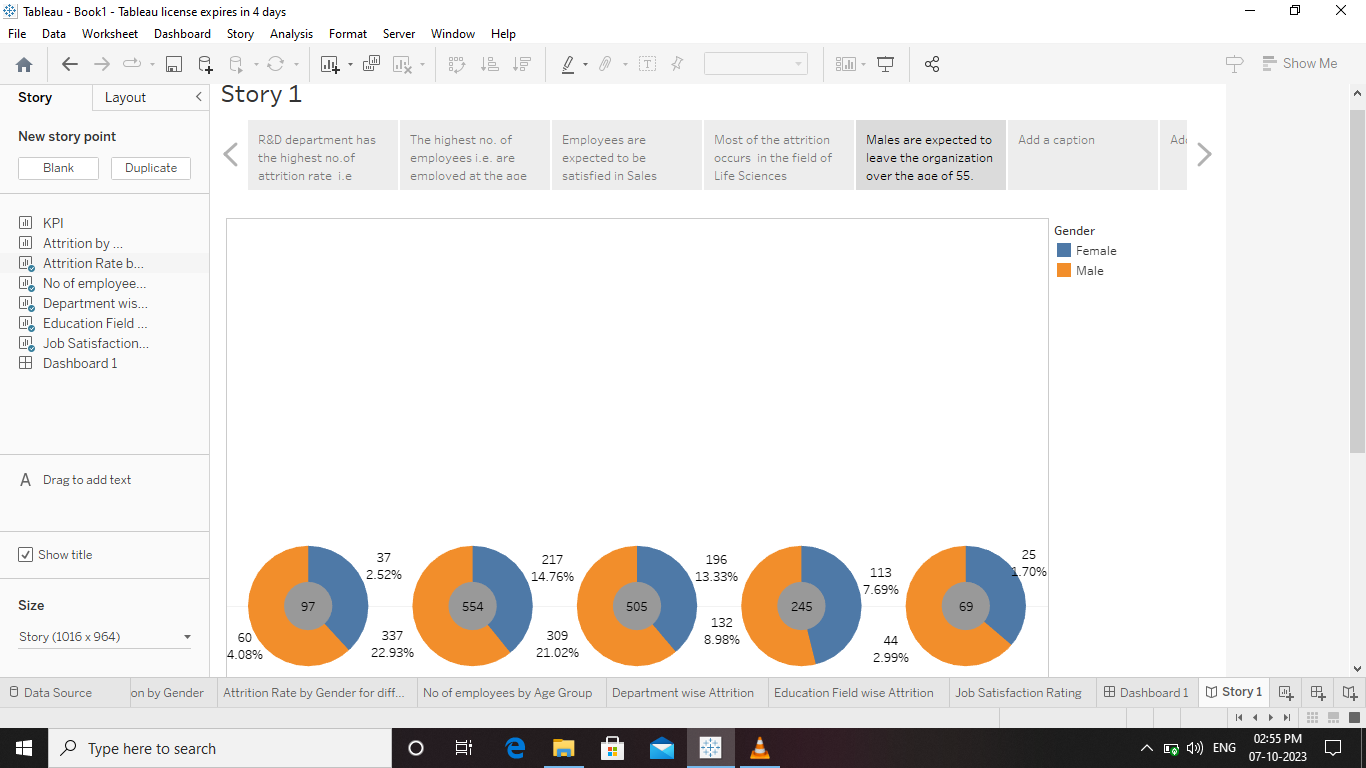 Tableau - Book1 - Tableau license expires in 4 days
File Data Worksheet Dashboard Story Analysis Format Server Window Help
Show Me
Story Layout
New story point
Blank Duplicate
KPI
Attrition by ...
Attrition Rate b...
No of employee...
Department wis...
Education Field ...
Job Satisfaction...
Dashboard 1
A Drag to add text
Show title
Size
Story (1016 x 964)
Story 1
R&D department has
the highest no.of
attrition rate i.e
The highest no. of
employees i.e. are
employed at the age
Employees are
expected to be
satisfied in Sales
Most of the attrition
occurs in the field of
Life Sciences
Males are expected to
leave the organization
over the age of 55.
Add a caption
Gender
Female
Male
37
2.52%
97
60
4.08%
217
14.76%
554
337
22.93%
196
13.33%
505
309
21.02%
113
7.69%
245
132
8.98%
25
1.70%
69
44
2.99%
Data Source on by Gender Attrition Rate by Gender for diff... No of employees by Age Group Department wise Attrition Education Field wise Attrition Job Satisfaction Rating Dashboard 1 Story 1
Type here to search
ENG
02:55 PM
07-10-2023